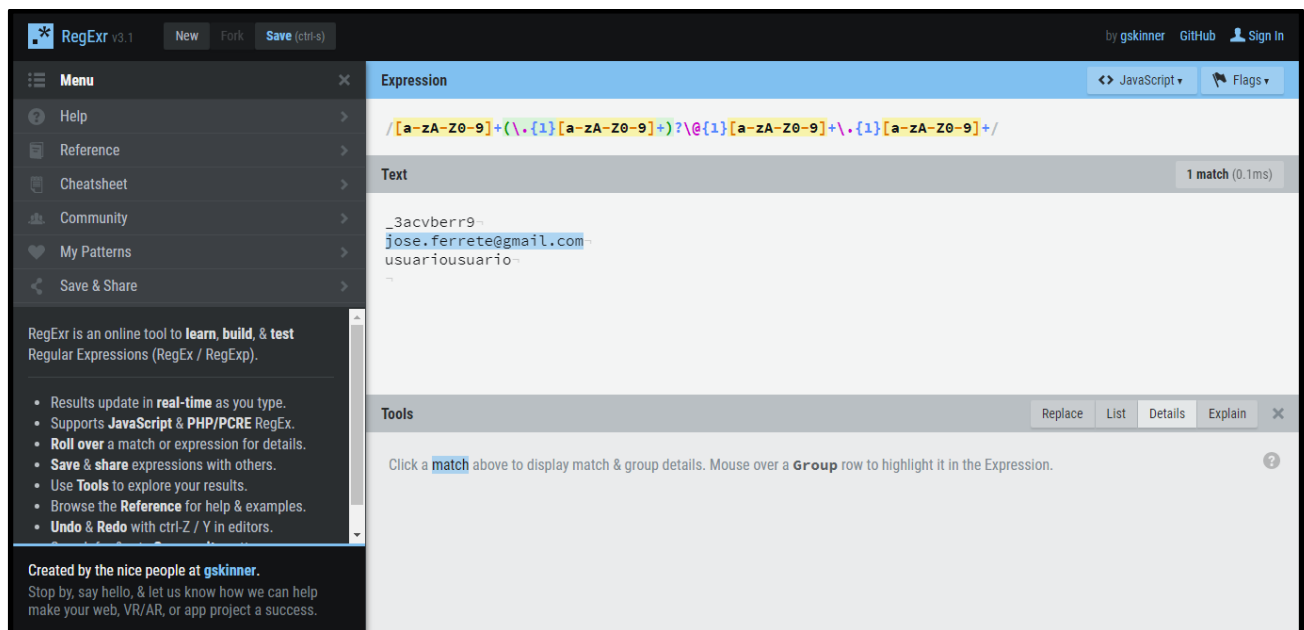 RegExr v3.1 New Fork Save (ctrl-s) by gskinner GitHub Sign In
Menu
Help
Reference
Cheatsheet
Community
My Patterns
Save & Share
RegExr is an online tool to learn, build, & test
Regular Expressions (RegEx / RegExp).
• Results update in real-time as you type.
• Supports JavaScript & PHP/PCRE RegEx.
• Roll over a match or expression for details.
• Save & share expressions with others.
• Use Tools to explore your results.
• Browse the Reference for help & examples.
• Undo & Redo with ctrl-Z / Y in editors.
Created by the nice people at gskinner.
Stop by, say hello, & let us know how we can help
make your web, VR/AR, or app project a success.
Expression <> JavaScript ▾ Flags ▾
/[a-zA-Z0-9]+(\.{1}[a-zA-Z0-9]+)?\@{1}[a-zA-Z0-9]+\.{1}[a-zA-Z0-9]+/
Text 1 match (0.1ms)
_3acvberr9¬
jose.ferrete@gmail.com¬
usuariousuario¬
¬
Tools Replace List Details Explain
Click a match above to display match & group details. Mouse over a Group row to highlight it in the Expression.